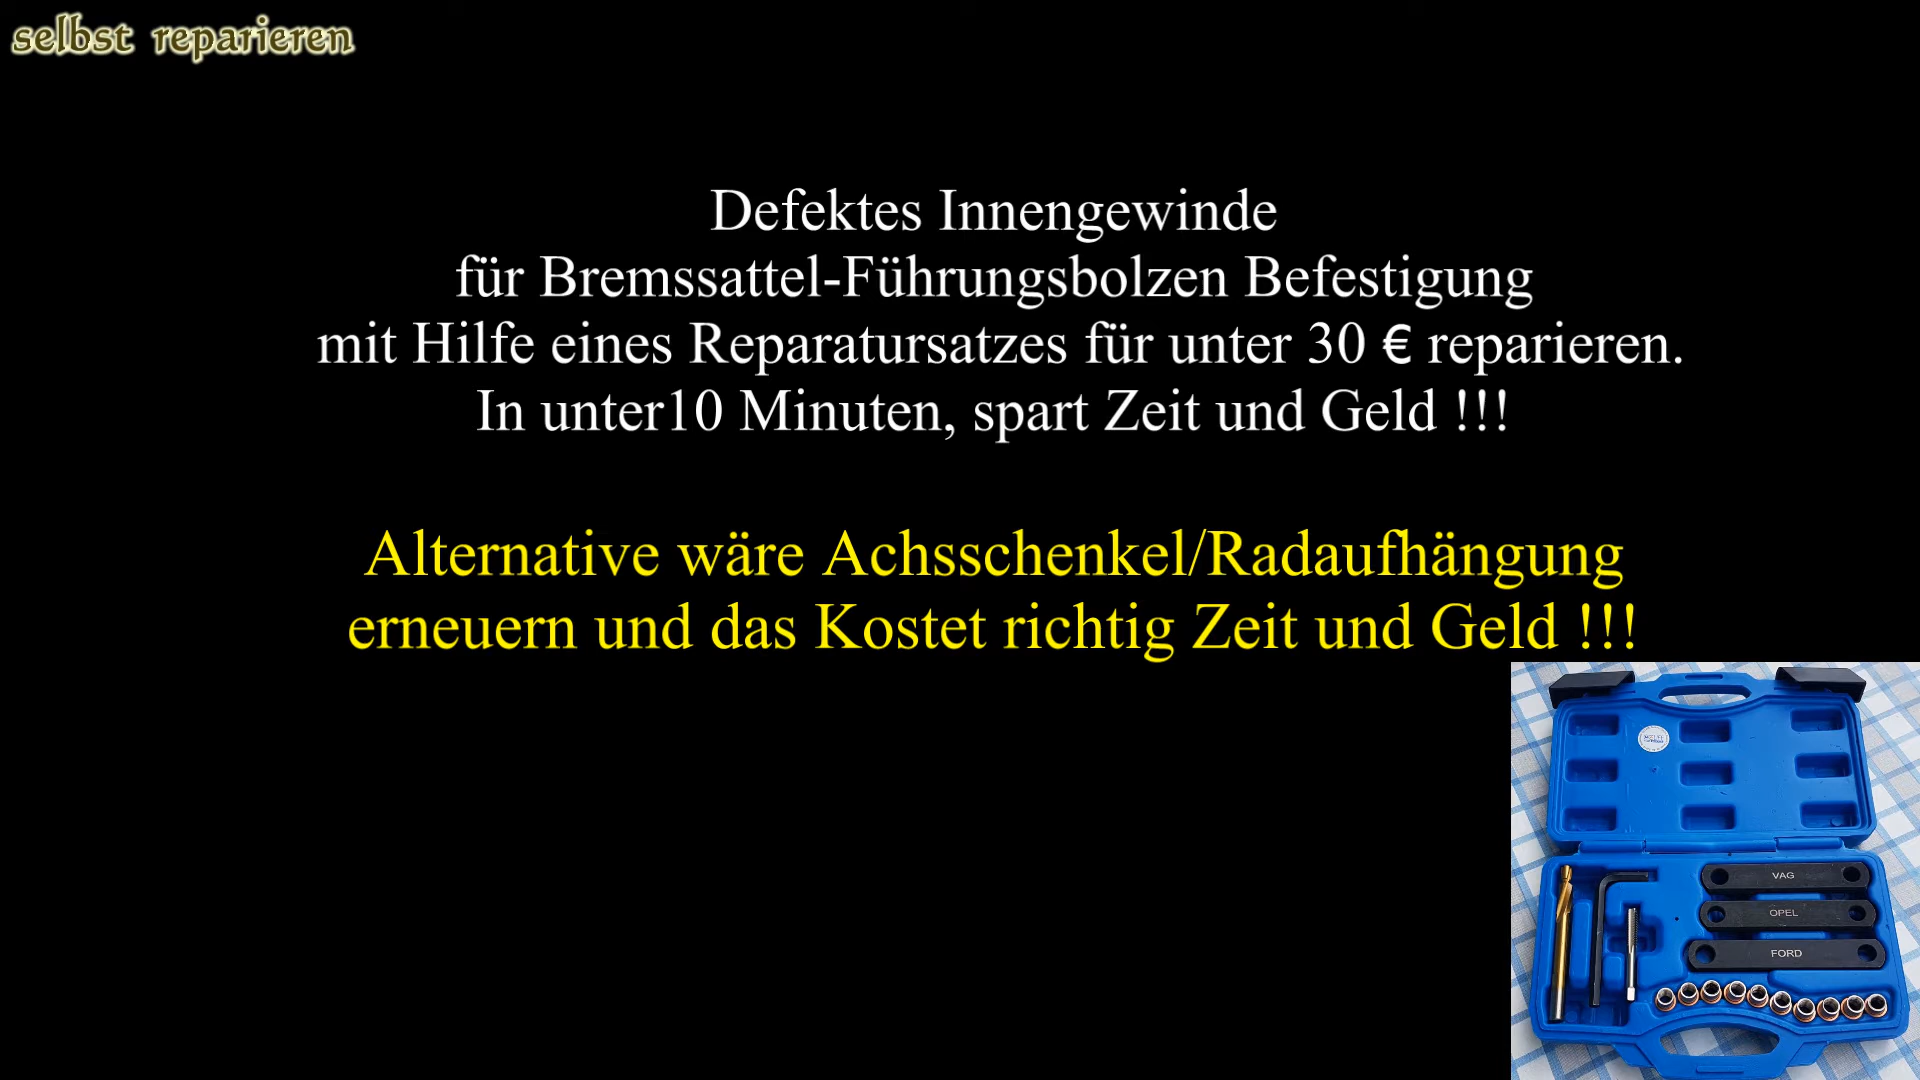 selbst reparieren
Defektes Innengewinde
für Bremssattel-Führungsbolzen Befestigung
mit Hilfe eines Reparatursatzes für unter 30 € reparieren.
In unter10 Minuten, spart Zeit und Geld !!!
Alternative wäre Achsschenkel/Radaufhängung
erneuern und das Kostet richtig Zeit und Geld !!!
VAG
OPEL
FORD